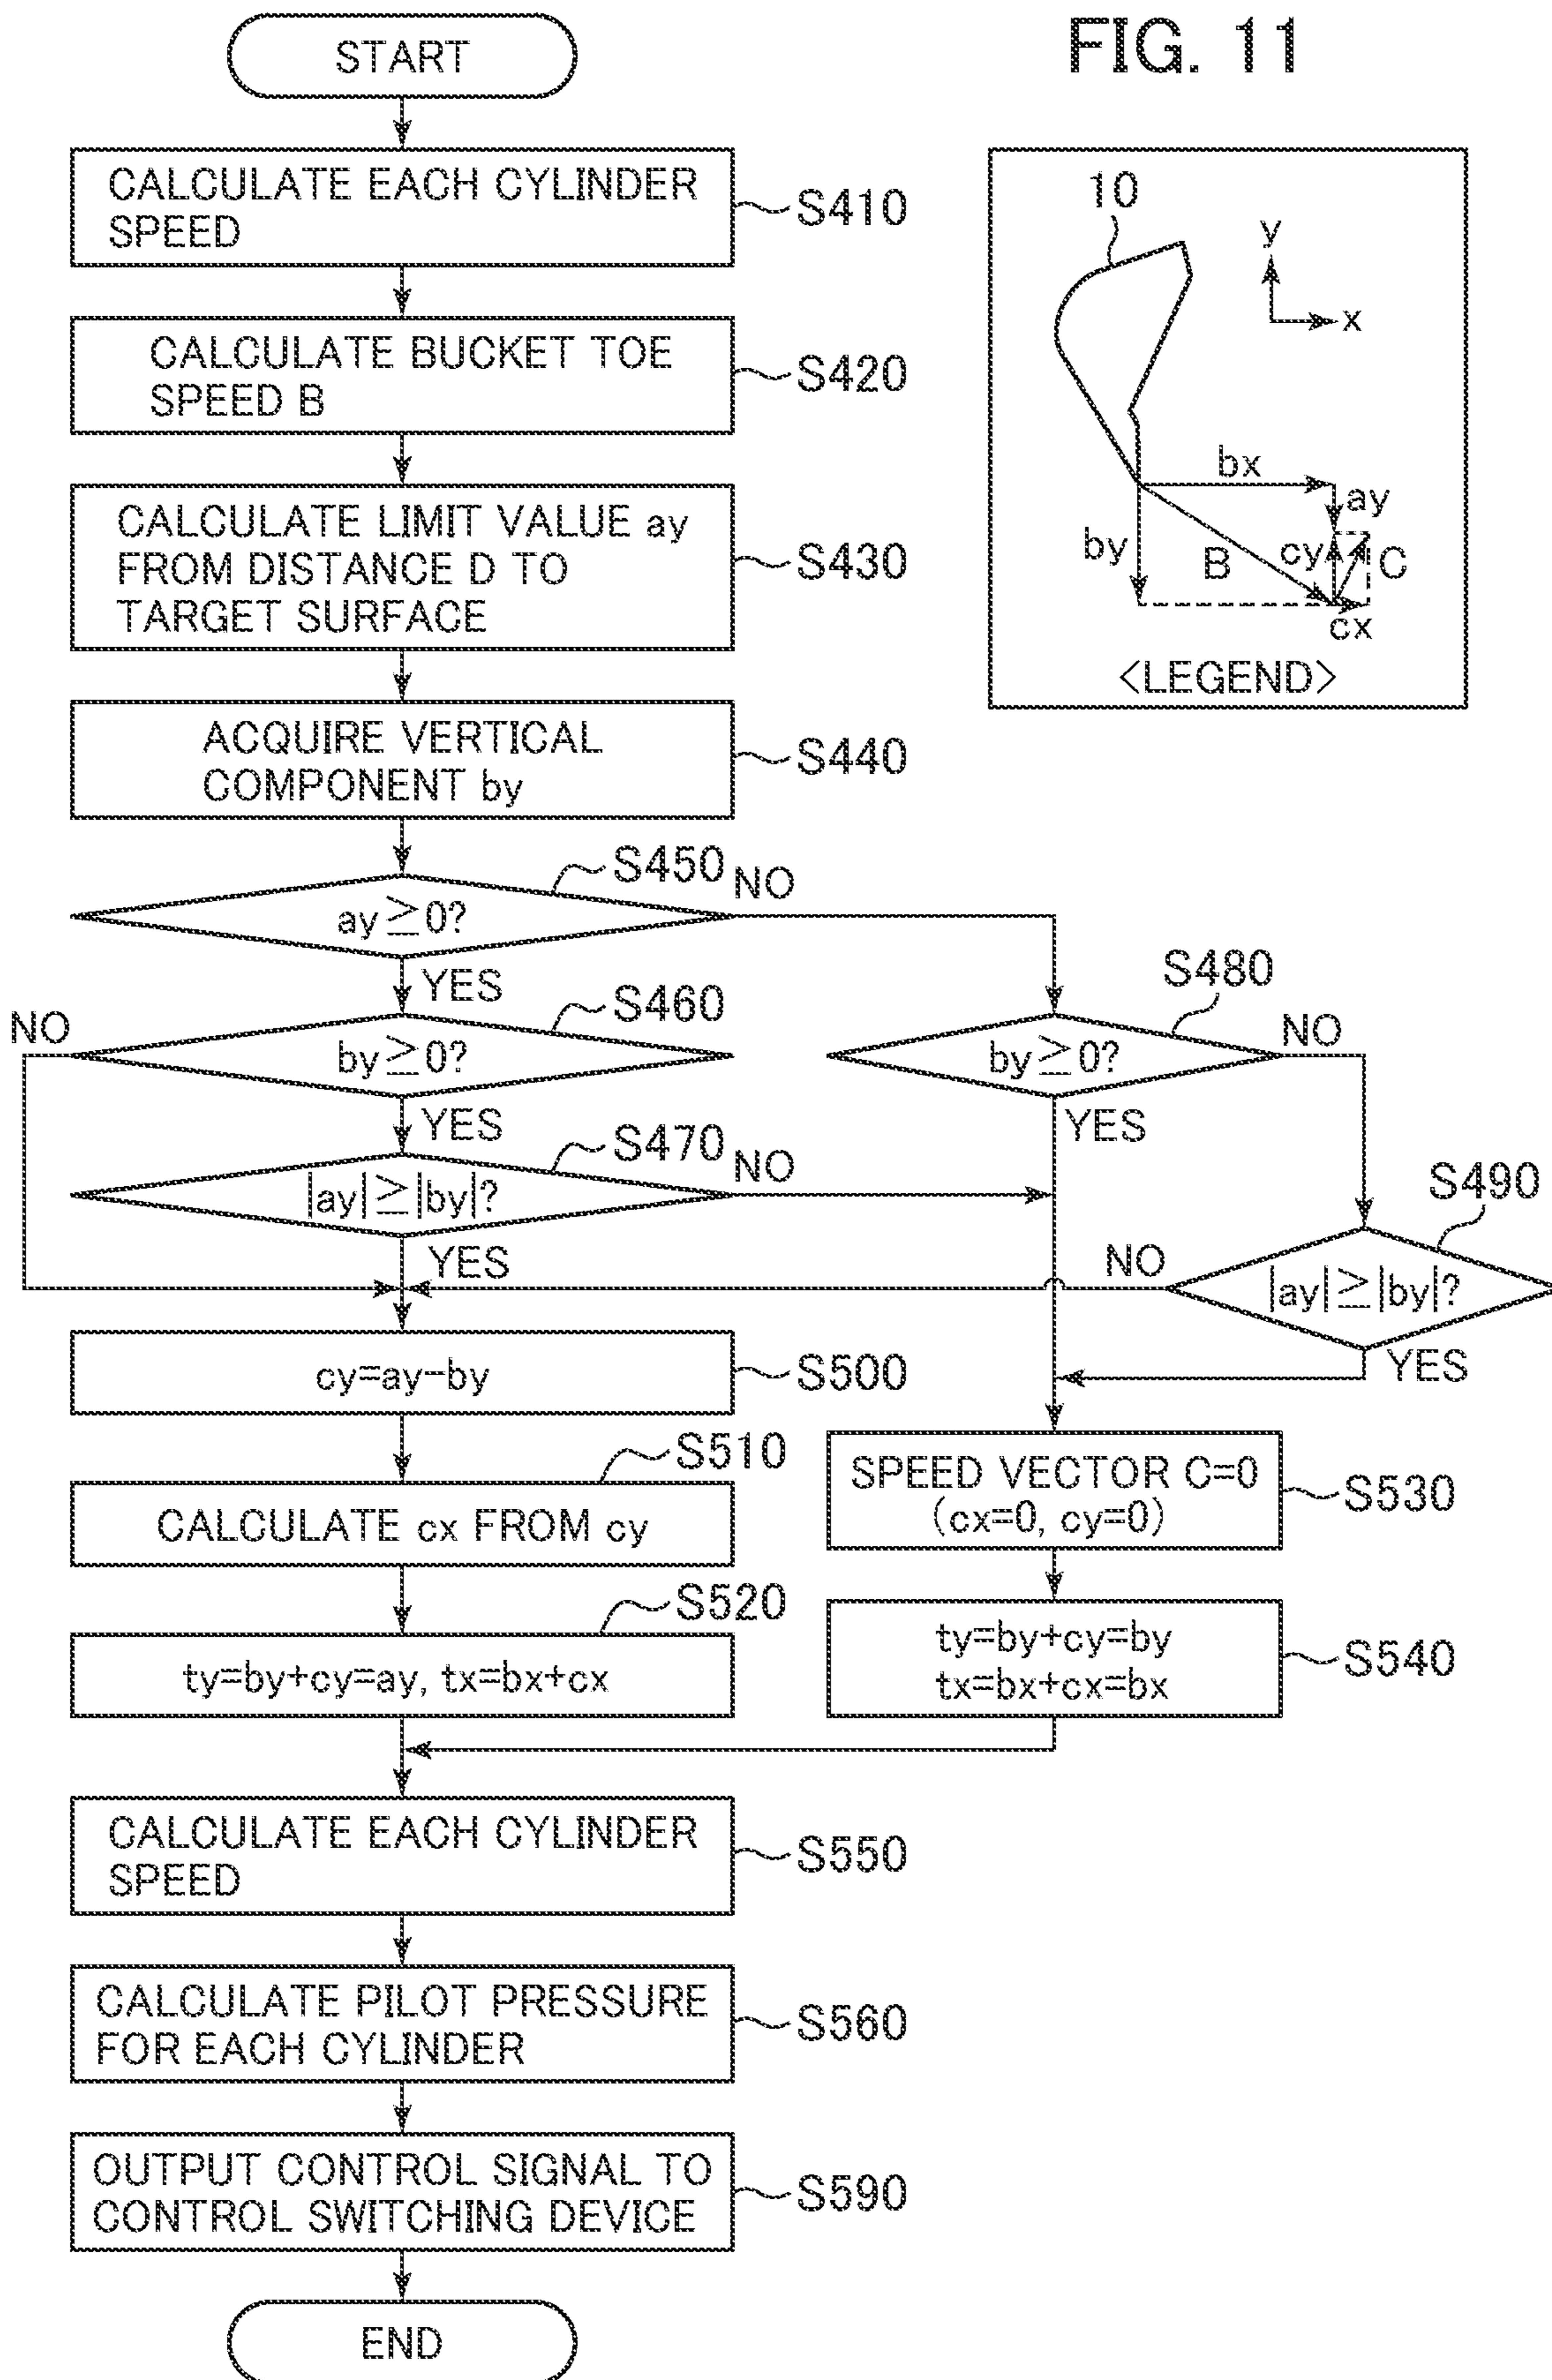 FIG. 11
START
CALCULATE EACH CYLINDER
SPEED
S410
CALCULATE BUCKET TOE
SPEED B
S420
CALCULATE LIMIT VALUE ay
FROM DISTANCE D TO
TARGET SURFACE
S430
ACQUIRE VERTICAL
COMPONENT by
S440
10
y
x
bx
ay
by
B
cy
C
cx
<LEGEND>
S450
ay≧0?
NO
YES
S460
by≧0?
NO
YES
S480
by≧0?
NO
YES
S470
|ay|≧|by|?
NO
YES
S490
|ay|≧|by|?
NO
YES
cy=ay-by
S500
S510
CALCULATE cx FROM cy
S520
ty=by+cy=ay, tx=bx+cx
SPEED VECTOR C=0
(cx=0, cy=0)
S530
ty=by+cy=by
tx=bx+cx=bx
S540
CALCULATE EACH CYLINDER
SPEED
S550
CALCULATE PILOT PRESSURE
FOR EACH CYLINDER
S560
OUTPUT CONTROL SIGNAL TO
CONTROL SWITCHING DEVICE
S590
END